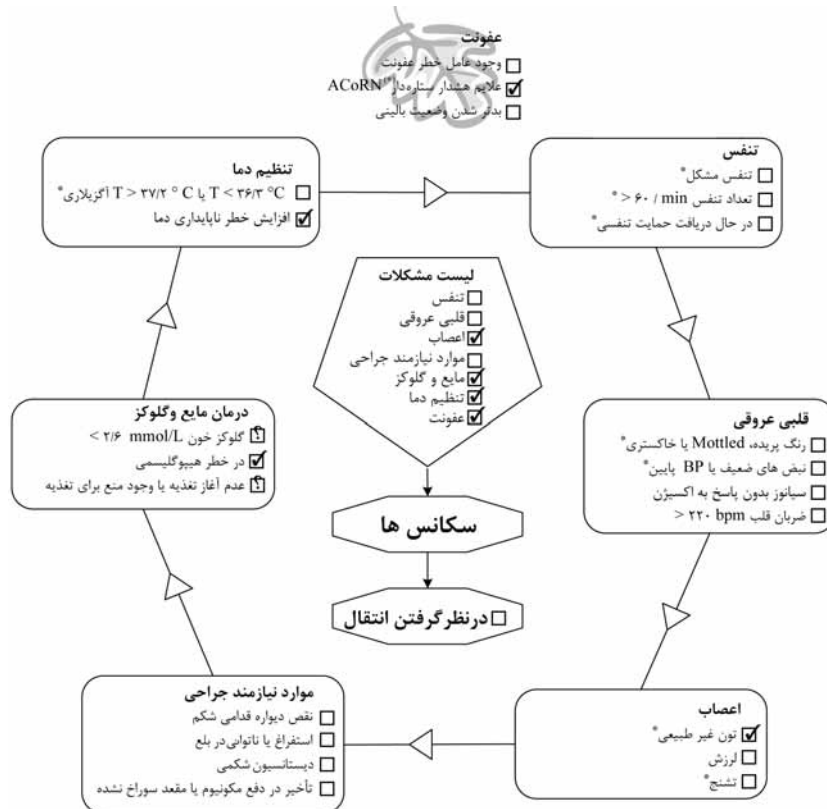 عفونت
وجود عامل خطر عفونت
علایم هشدار ستاره‌دار(*) ACoRN
بدتر شدن وضعیت بالینی
تنفس
تنفس مشکل*
تعداد تنفس ۶۰ / min < *
در حال دریافت حمایت تنفسی*
قلبی عروقی
رنگ پریده، Mottled یا خاکستری*
نبض های ضعیف یا BP پایین*
سیانوز بدون پاسخ به اکسیژن
ضربان قلب ۲۲۰ bpm <
اعصاب
تون غیر طبیعی*
لرزش
تشنج*
موارد نیازمند جراحی
نقص دیواره قدامی شکم
استفراغ یا ناتوانی در بلع
دیستانسیون شکمی
تأخیر در دفع مکونیوم یا مقعد سوراخ نشده
درمان مایع وگلوکز
گلوکز خون ۲/۶ mmol/L >
در خطر هیپوگلیسمی
عدم آغاز تغذیه یا وجود منع برای تغذیه
تنظیم دما
T < ۳۶/۳ °C یا T > ۳۷/۲ ° C آگزیلاری*
افزایش خطر ناپایداری دما
لیست مشکلات
تنفس
قلبی عروقی
اعصاب
موارد نیازمند جراحی
مایع و گلوکز
تنظیم دما
عفونت
سکانس ها
درنظرگرفتن انتقال